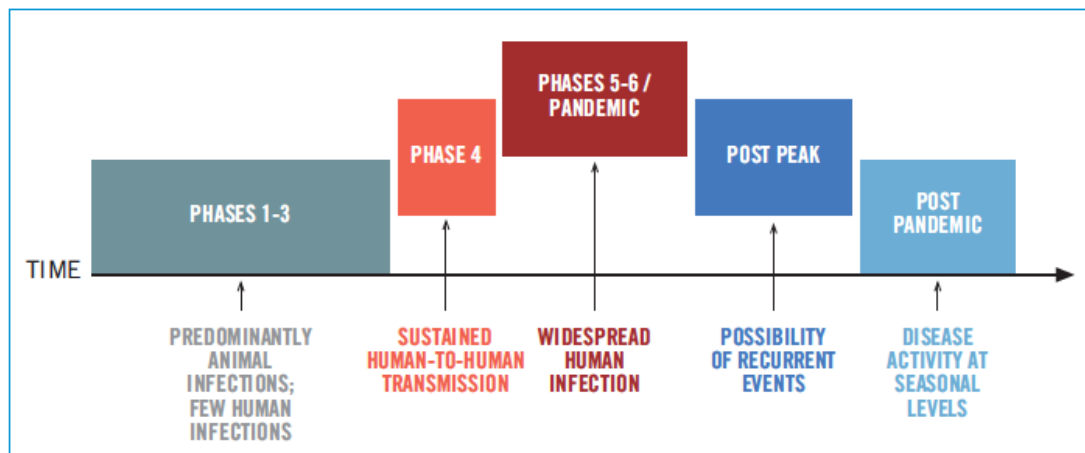 PHASES 1-3
PHASE 4
PHASES 5-6 /
PANDEMIC
POST PEAK
POST
PANDEMIC
TIME
PREDOMINANTLY
ANIMAL
INFECTIONS;
FEW HUMAN
INFECTIONS
SUSTAINED
HUMAN-TO-HUMAN
TRANSMISSION
WIDESPREAD
HUMAN
INFECTION
POSSIBILITY
OF RECURRENT
EVENTS
DISEASE
ACTIVITY AT
SEASONAL
LEVELS